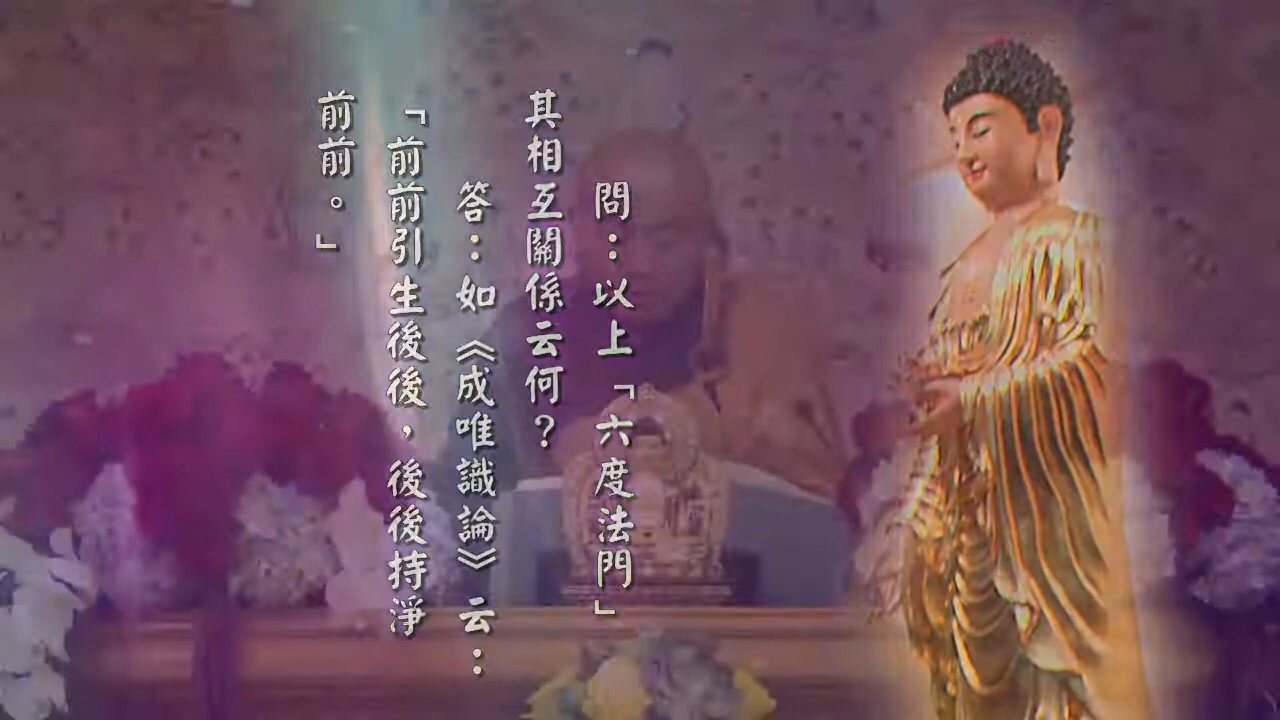 問：以上「六度法門」
其相互關係云何？
答：如《成唯識論》云：
「前前引生後後，後後持淨
前前。」